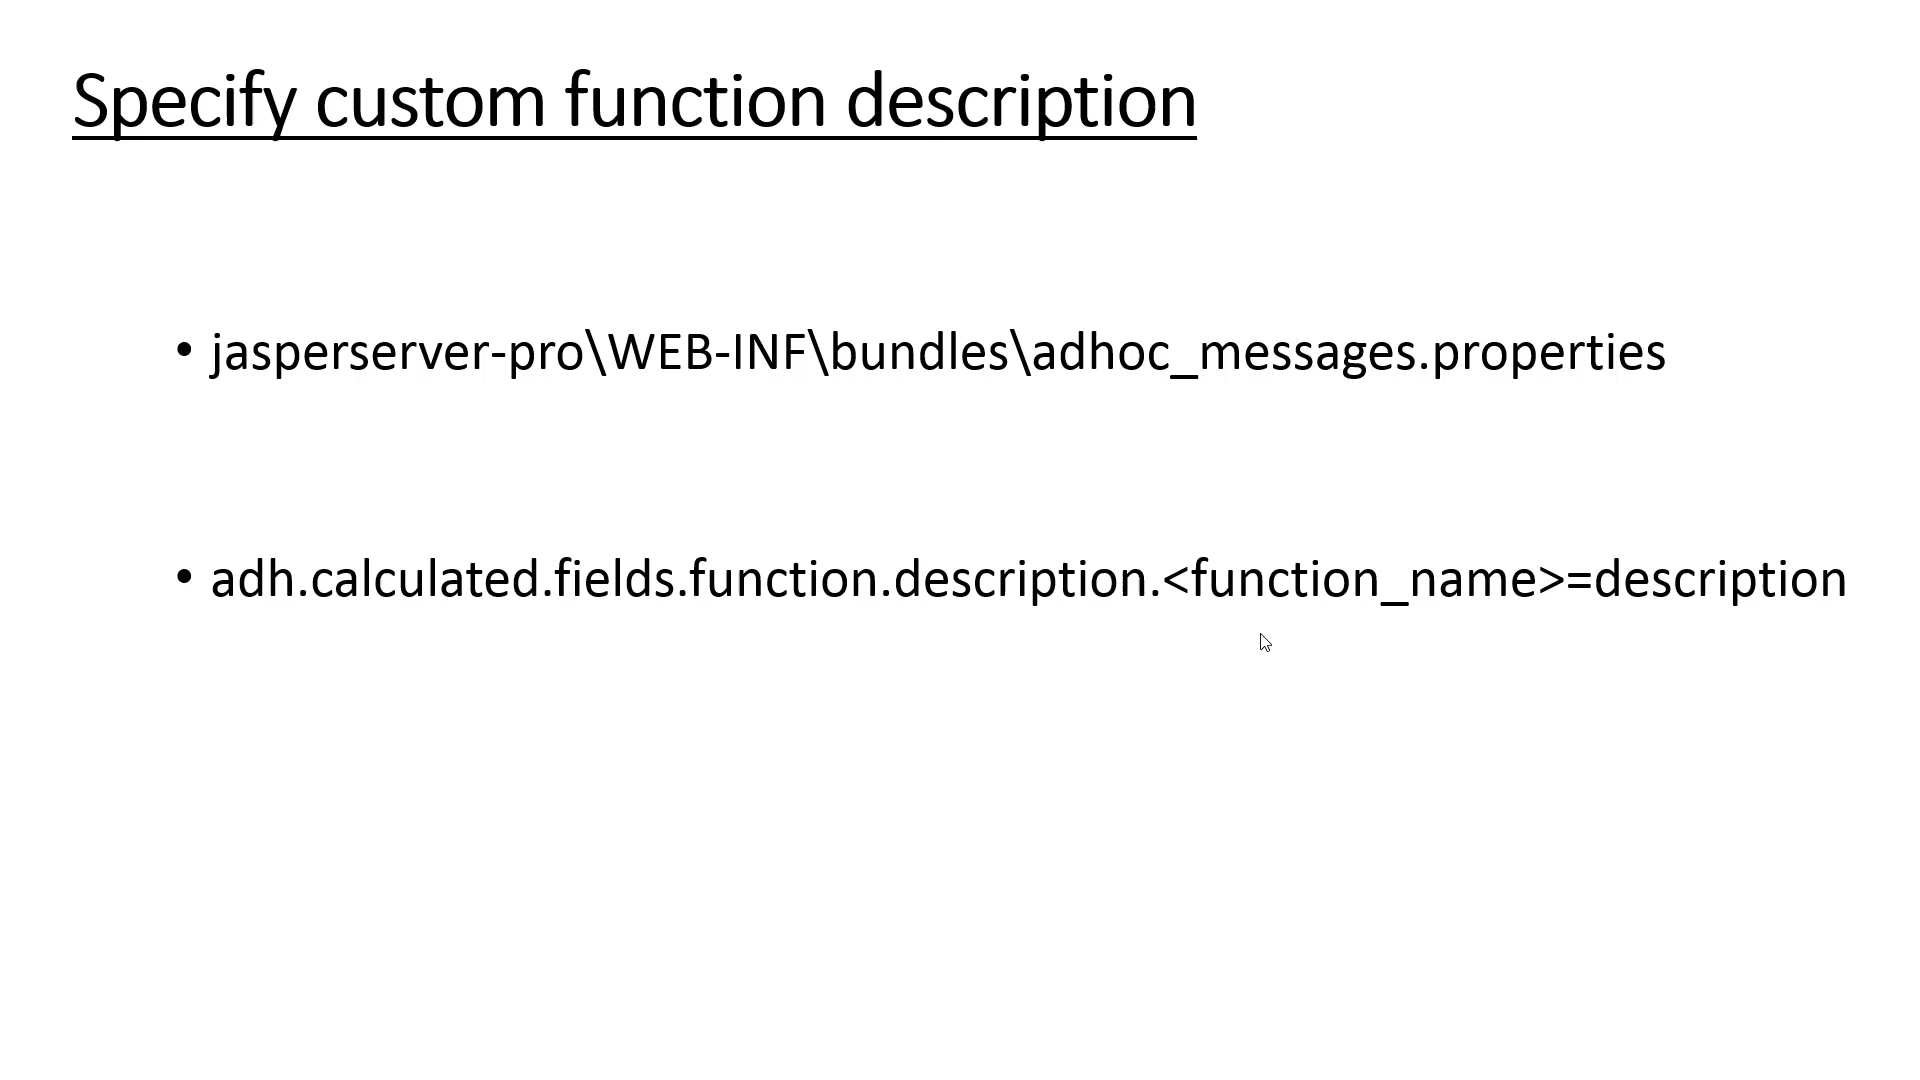 Specify custom function description
• jasperserver-pro\WEB-INF\bundles\adhoc_messages.properties
• adh.calculated.fields.function.description.<function_name>=description